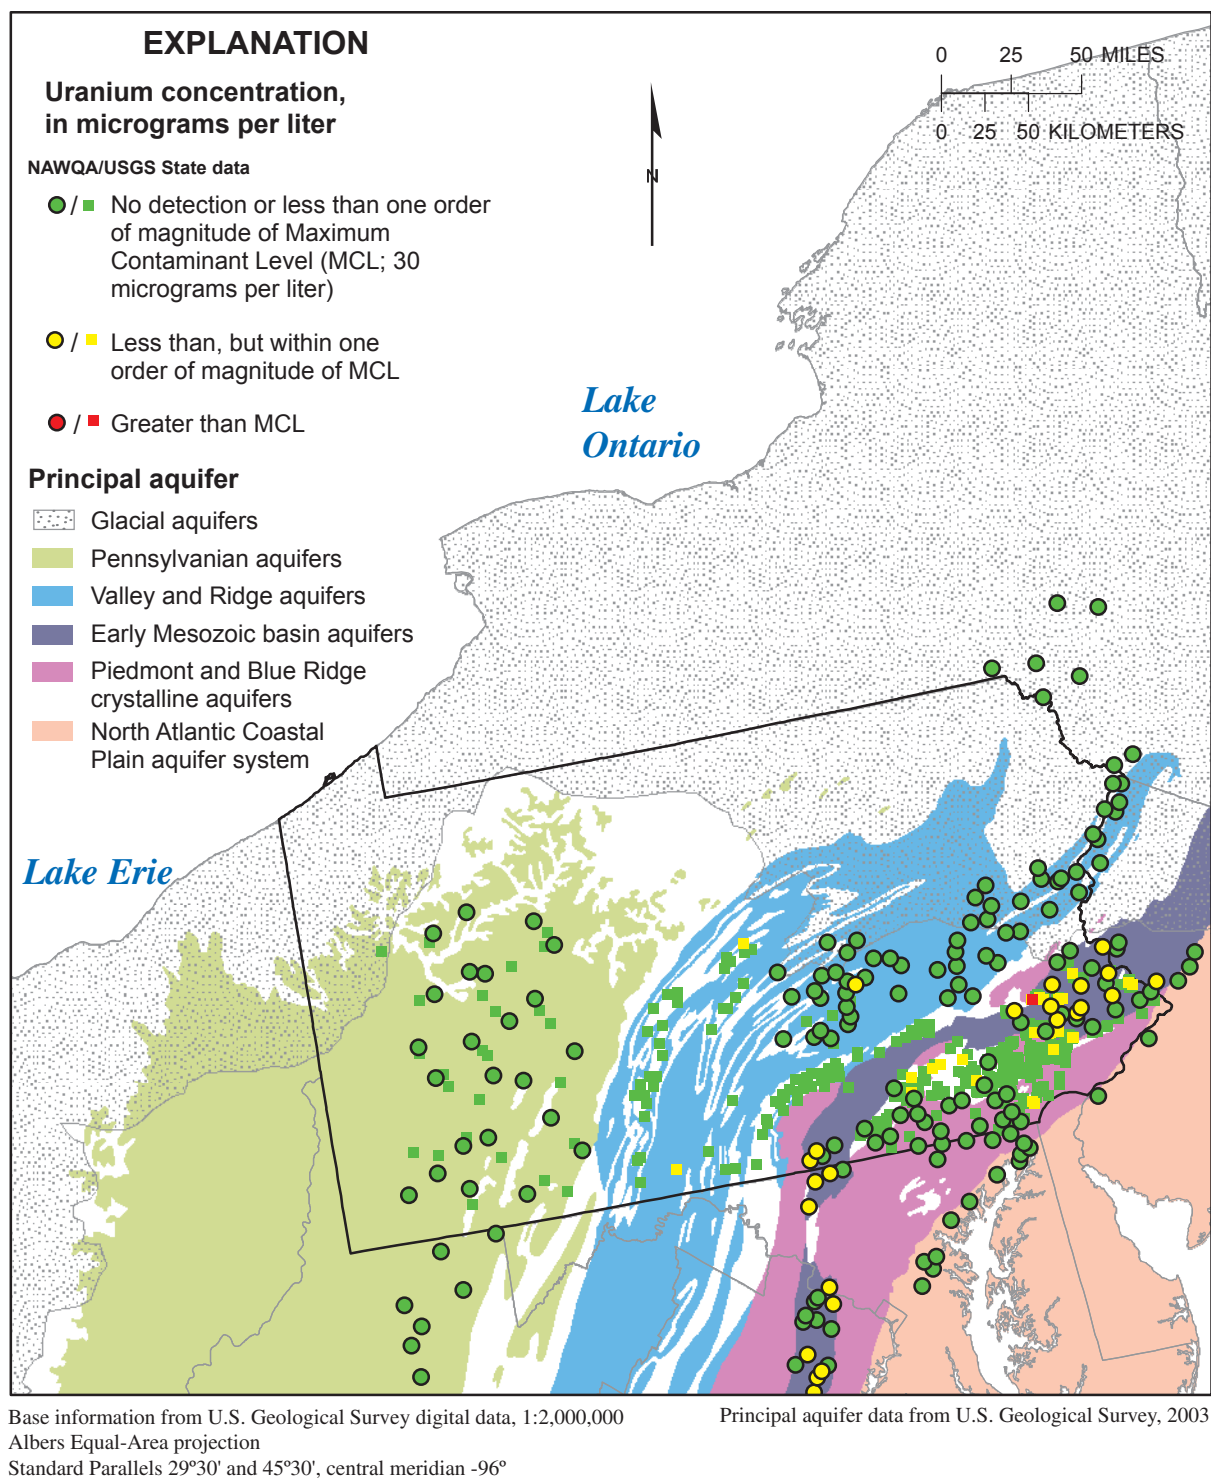 EXPLANATION
Uranium concentration,
in micrograms per liter
NAWQA/USGS State data
/ No detection or less than one order
of magnitude of Maximum
Contaminant Level (MCL; 30
micrograms per liter)
/ Less than, but within one
order of magnitude of MCL
/ Greater than MCL
Principal aquifer
Glacial aquifers
Pennsylvanian aquifers
Valley and Ridge aquifers
Early Mesozoic basin aquifers
Piedmont and Blue Ridge
crystalline aquifers
North Atlantic Coastal
Plain aquifer system
0 25 50 MILES
0 25 50 KILOMETERS
N
Lake
Ontario
Lake Erie
Base information from U.S. Geological Survey digital data, 1:2,000,000
Albers Equal-Area projection
Standard Parallels 29º30' and 45º30', central meridian -96º
Principal aquifer data from U.S. Geological Survey, 2003